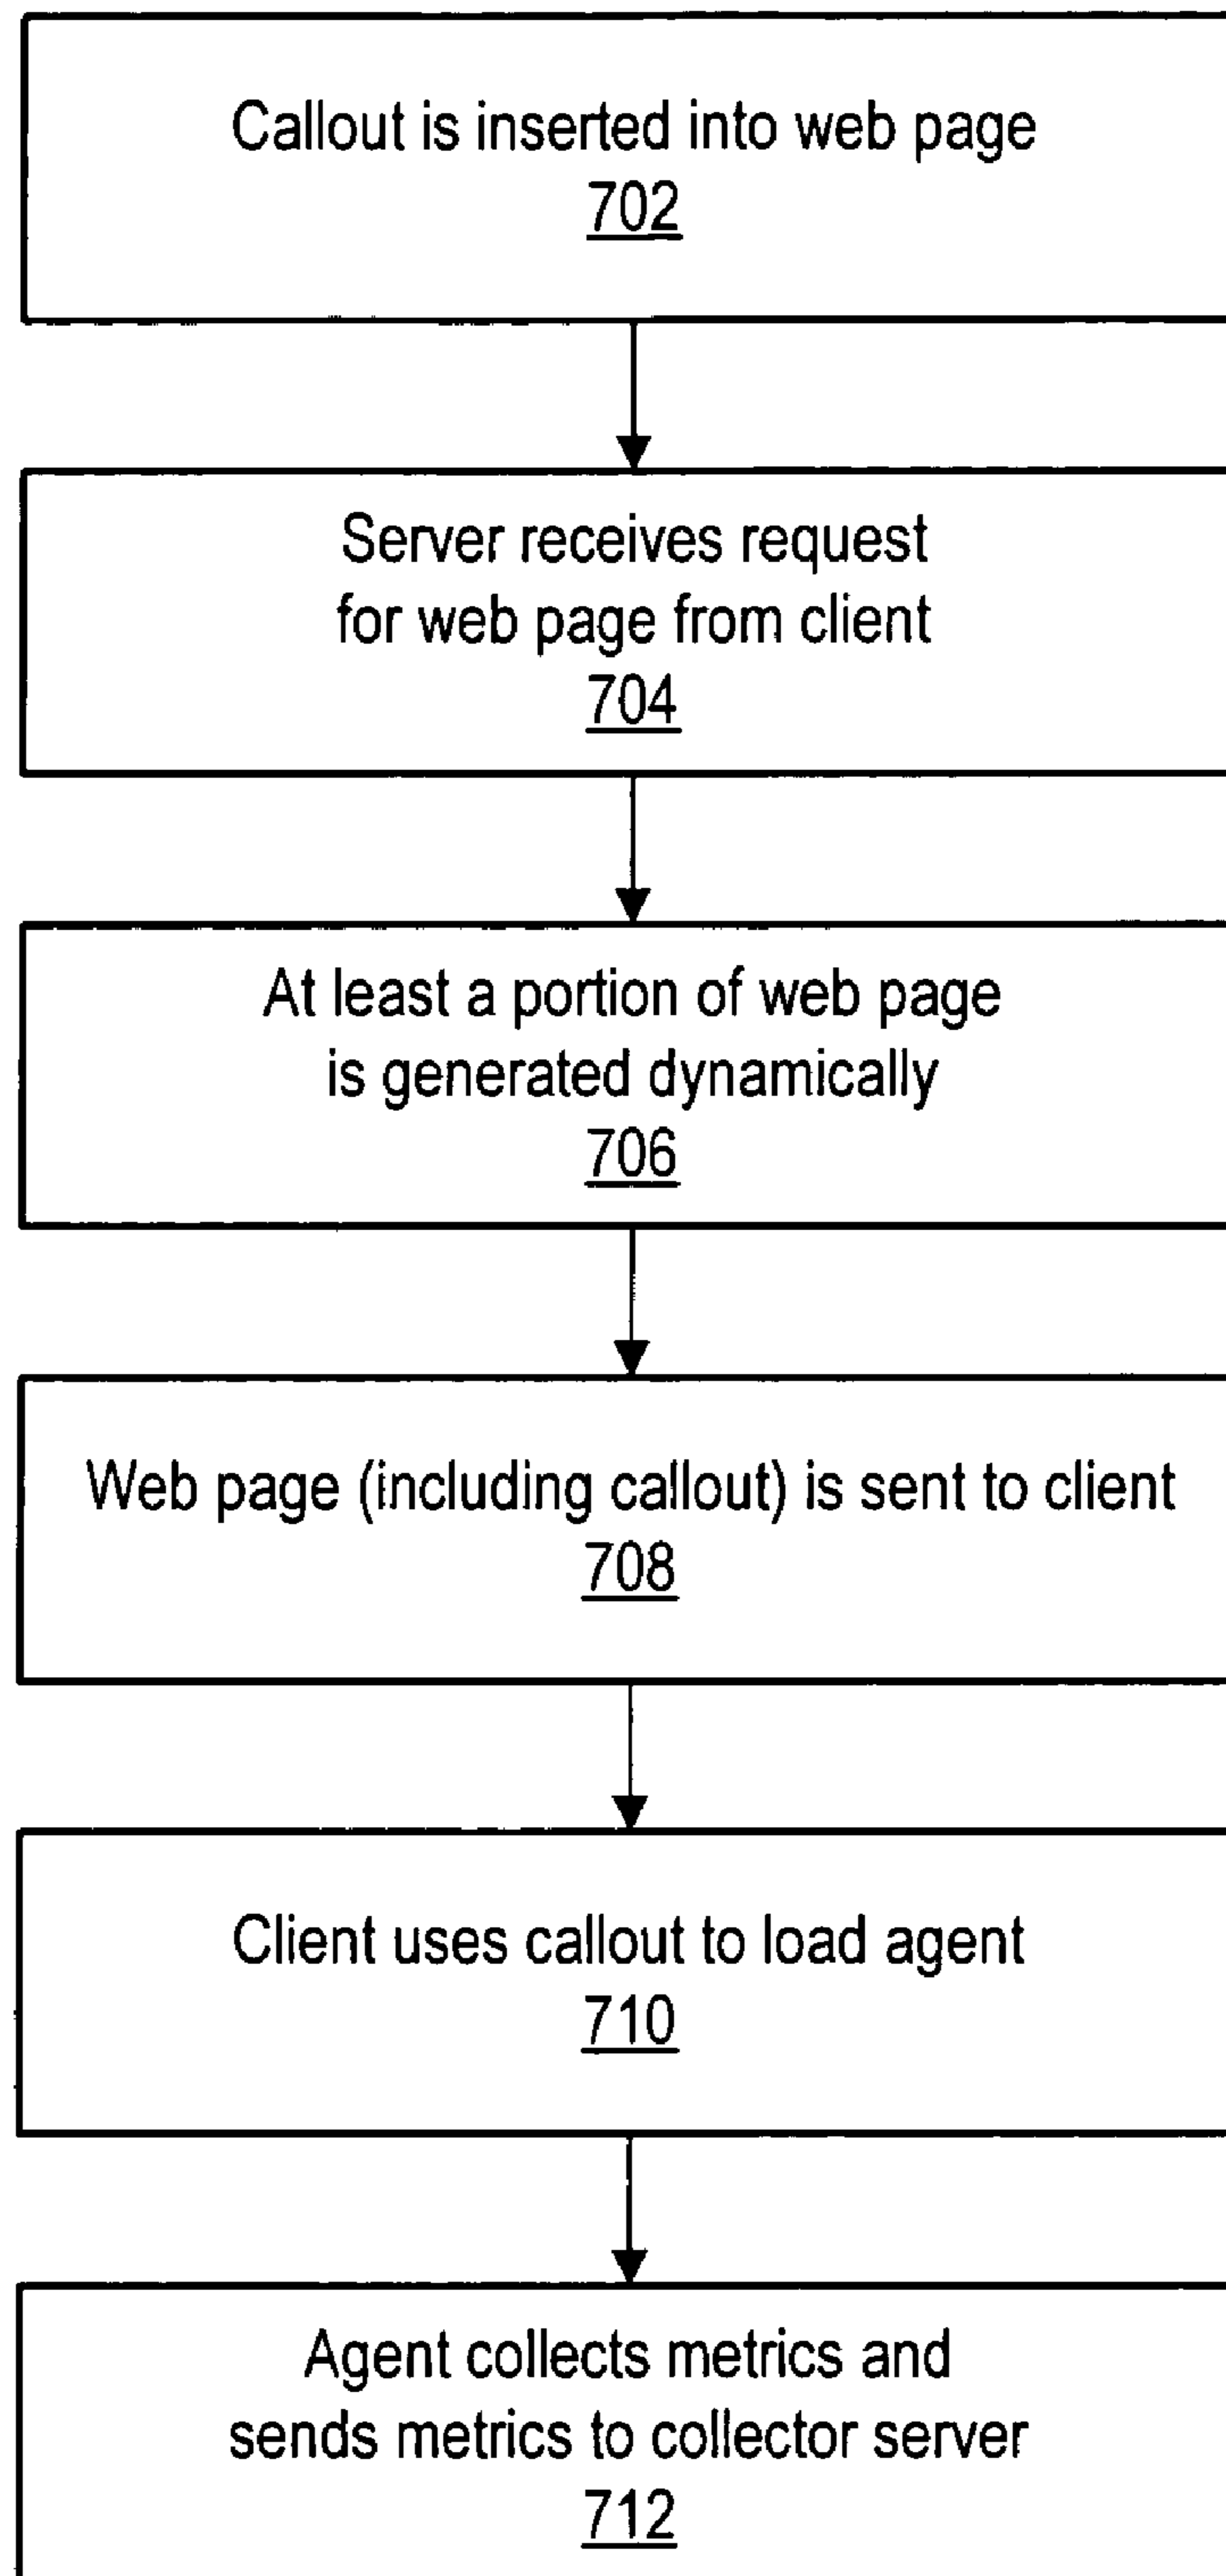 Callout is inserted into web page
702
Server receives request
for web page from client
704
At least a portion of web page
is generated dynamically
706
Web page (including callout) is sent to client
708
Client uses callout to load agent
710
Agent collects metrics and
sends metrics to collector server
712